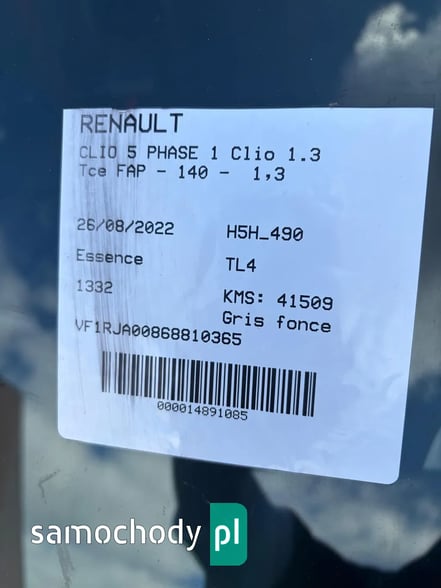 RENAULT
CLIO 5 PHASE 1 Clio 1.3
Tce FAP - 140 - 1,3
26/08/2022 H5H_490
Essence TL4
1332 KMS: 41509
Gris fonce
VF1RJA00868810365
000014891085
samochody pl